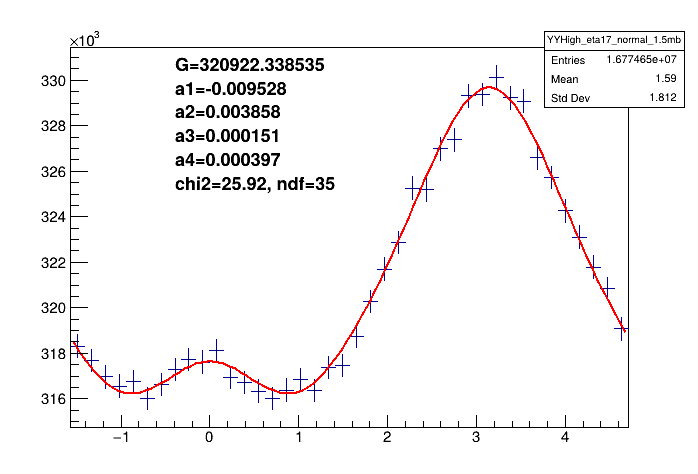 ×10³
YYHigh_eta17_normal_1.5mb
Entries 1.677465e+07
Mean 1.59
Std Dev 1.812
G=320922.338535
a1=-0.009528
a2=0.003858
a3=0.000151
a4=0.000397
chi2=25.92, ndf=35
330
328
326
324
322
320
318
316
−1 0 1 2 3 4